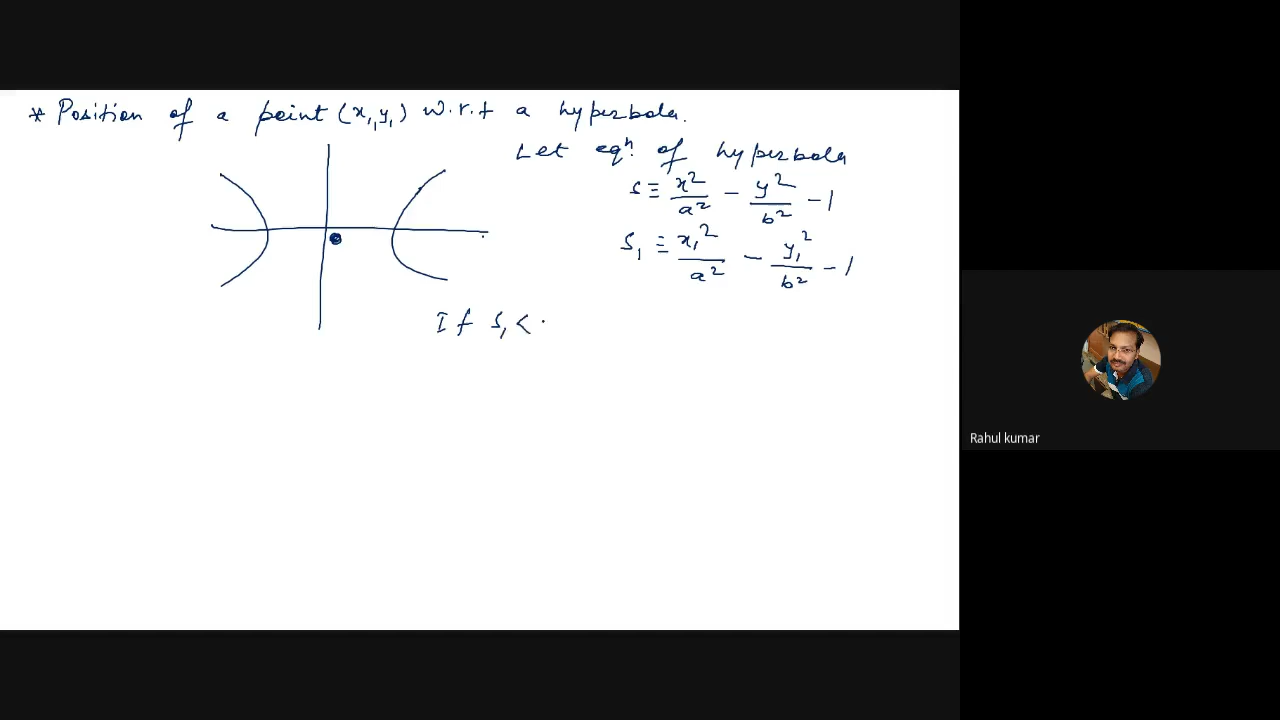 * Position of a point (x₁,y₁) w.r.t a hyperbola.
Let eqⁿ. of hyperbola
S ≡ x²/a² - y²/b² - 1
S₁ ≡ x₁²/a² - y₁²/b² - 1
If S₁ < .
Rahul kumar